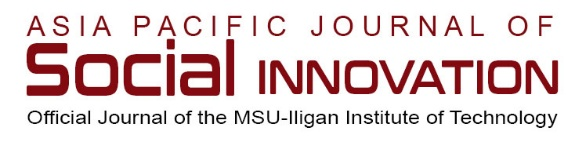 ASIA PACIFIC JOURNAL OF
Social INNOVATION
Official Journal of the MSU-Iligan Institute of Technology